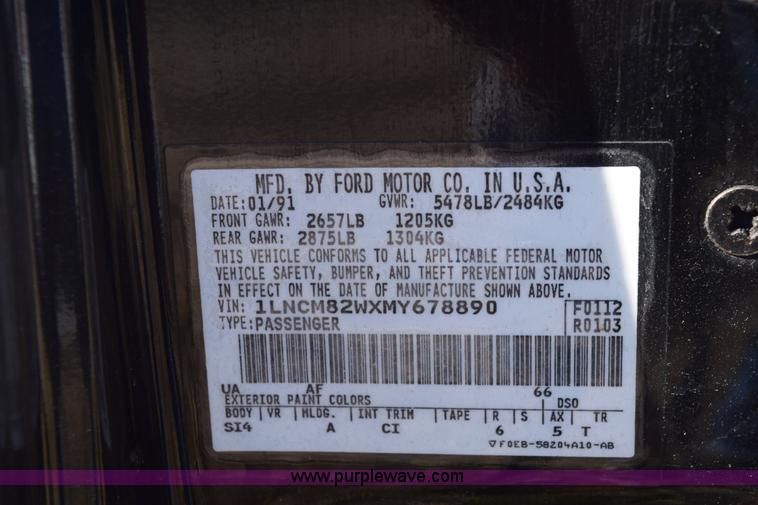 MFD. BY FORD MOTOR CO. IN U.S.A.
DATE: 01/91 GVWR: 5478LB/2484KG
FRONT GAWR: 2657LB 1205KG
REAR GAWR: 2875LB 1304KG
THIS VEHICLE CONFORMS TO ALL APPLICABLE FEDERAL MOTOR
VEHICLE SAFETY, BUMPER, AND THEFT PREVENTION STANDARDS
IN EFFECT ON THE DATE OF MANUFACTURE SHOWN ABOVE.
VIN: 1LNCM82WXMY678890 F0112
TYPE: PASSENGER R0103
UA AF 66
EXTERIOR PAINT COLORS DSO
BODY VR MLDG. INT TRIM TAPE R S AX TR
SI4 A CI 6 5 T
F0EB-58204A10-AB
www.purplewave.com